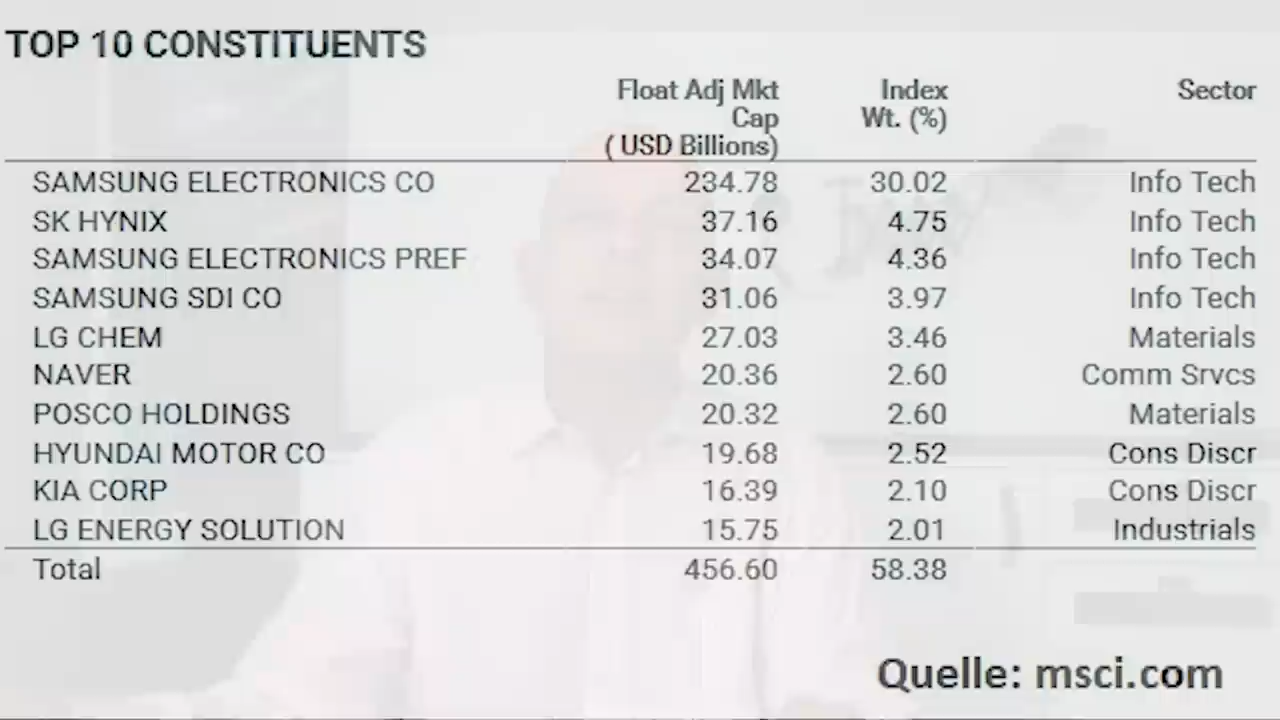 TOP 10 CONSTITUENTS
Float Adj Mkt Index Sector
Cap Wt. (%)
( USD Billions)
SAMSUNG ELECTRONICS CO 234.78 30.02 Info Tech
SK HYNIX 37.16 4.75 Info Tech
SAMSUNG ELECTRONICS PREF 34.07 4.36 Info Tech
SAMSUNG SDI CO 31.06 3.97 Info Tech
LG CHEM 27.03 3.46 Materials
NAVER 20.36 2.60 Comm Srvcs
POSCO HOLDINGS 20.32 2.60 Materials
HYUNDAI MOTOR CO 19.68 2.52 Cons Discr
KIA CORP 16.39 2.10 Cons Discr
LG ENERGY SOLUTION 15.75 2.01 Industrials
Total 456.60 58.38
Quelle: msci.com